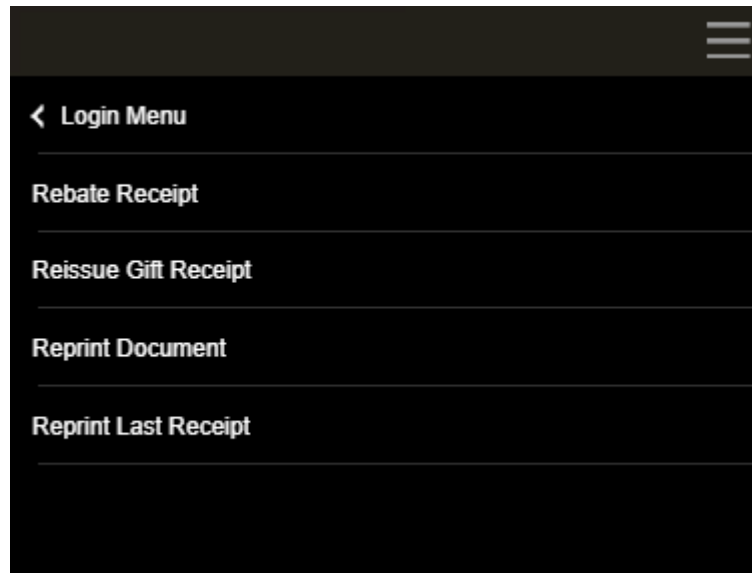 Login Menu
Rebate Receipt
Reissue Gift Receipt
Reprint Document
Reprint Last Receipt